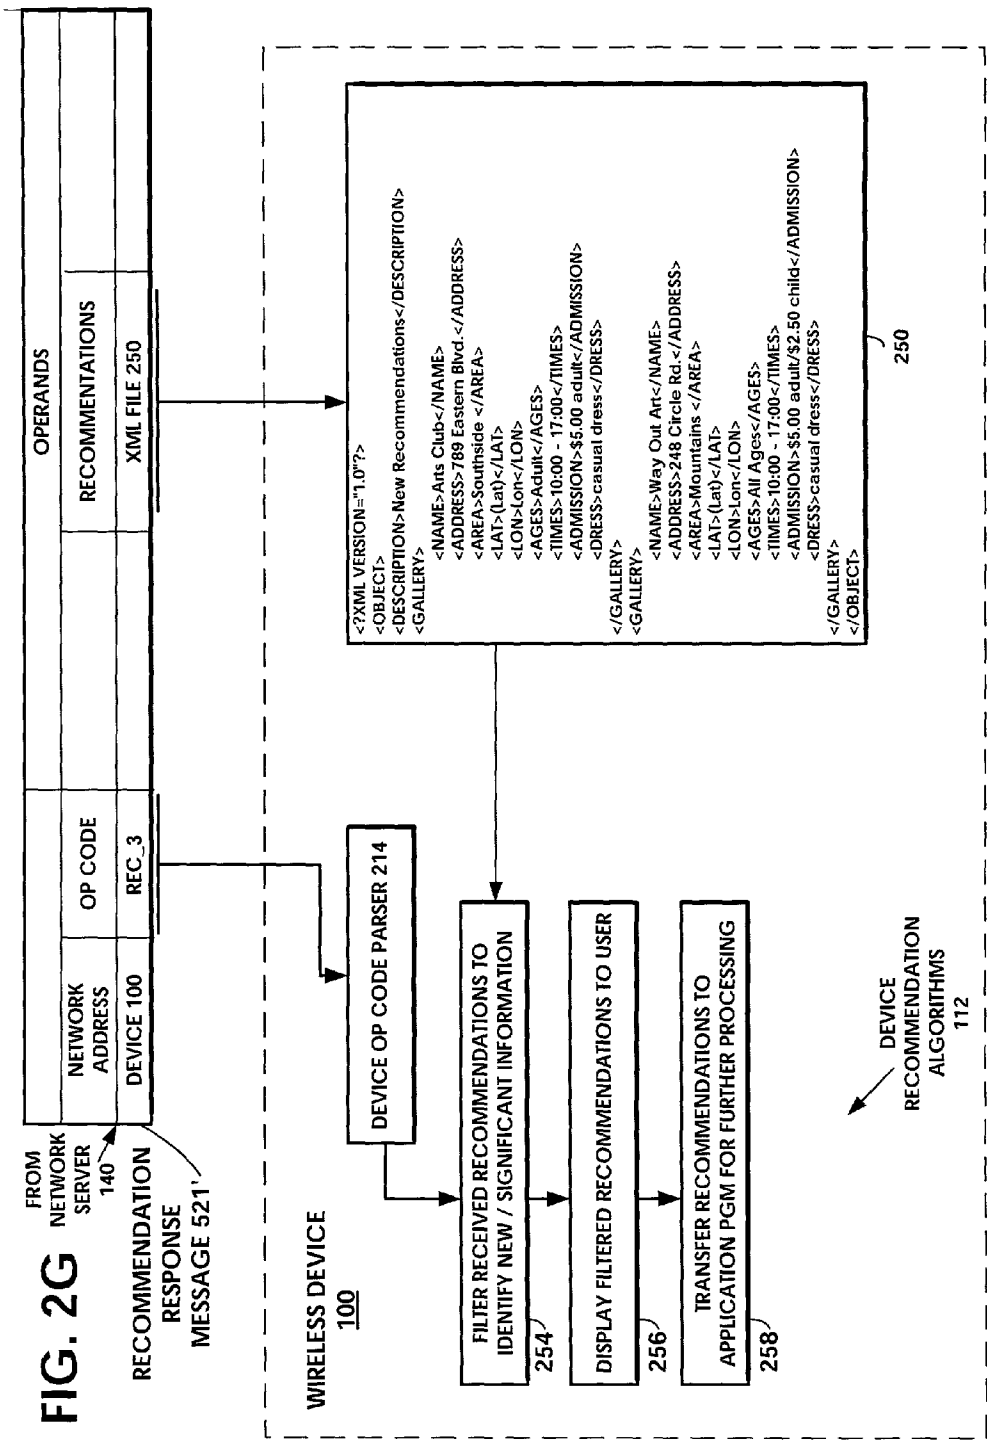 FIG. 2G
FROM
NETWORK
SERVER
140
RECOMMENDATION
RESPONSE
MESSAGE 521'
OPERANDS
NETWORK
ADDRESS
OP CODE
RECOMMENTATIONS
DEVICE 100
REC_3
XML FILE 250
WIRELESS DEVICE
100
DEVICE OP CODE PARSER 214
FILTER RECEIVED RECOMMENDATIONS TO
IDENTIFY NEW / SIGNIFICANT INFORMATION
254
DISPLAY FILTERED RECOMMENDATIONS TO USER
256
TRANSFER RECOMMENDATIONS TO
APPLICATION PGM FOR FURTHER PROCESSING
258
DEVICE
RECOMMENDATION
ALGORITHMS
112
<?XML VERSION="1.0"?>
<OBJECT>
<DESCRIPTION>New Recommendations</DESCRIPTION>
<GALLERY>
<NAME>Arts Club</NAME>
<ADDRESS>789 Eastern Blvd.</ADDRESS>
<AREA>Southside </AREA>
<LAT>(Lat)</LAT>
<LON>Lon</LON>
<AGES>Adult</AGES>
<TIMES>10:00 - 17:00</TIMES>
<ADMISSION>$5.00 adult</ADMISSION>
<DRESS>casual dress</DRESS>
</GALLERY>
<GALLERY>
<NAME>Way Out Art</NAME>
<ADDRESS>248 Circle Rd.</ADDRESS>
<AREA>Mountains </AREA>
<LAT>(Lat)</LAT>
<LON>Lon</LON>
<AGES>All Ages</AGES>
<TIMES>10:00 - 17:00</TIMES>
<ADMISSION>$5.00 adult/$2.50 child</ADMISSION>
<DRESS>casual dress</DRESS>
</GALLERY>
</OBJECT>
250